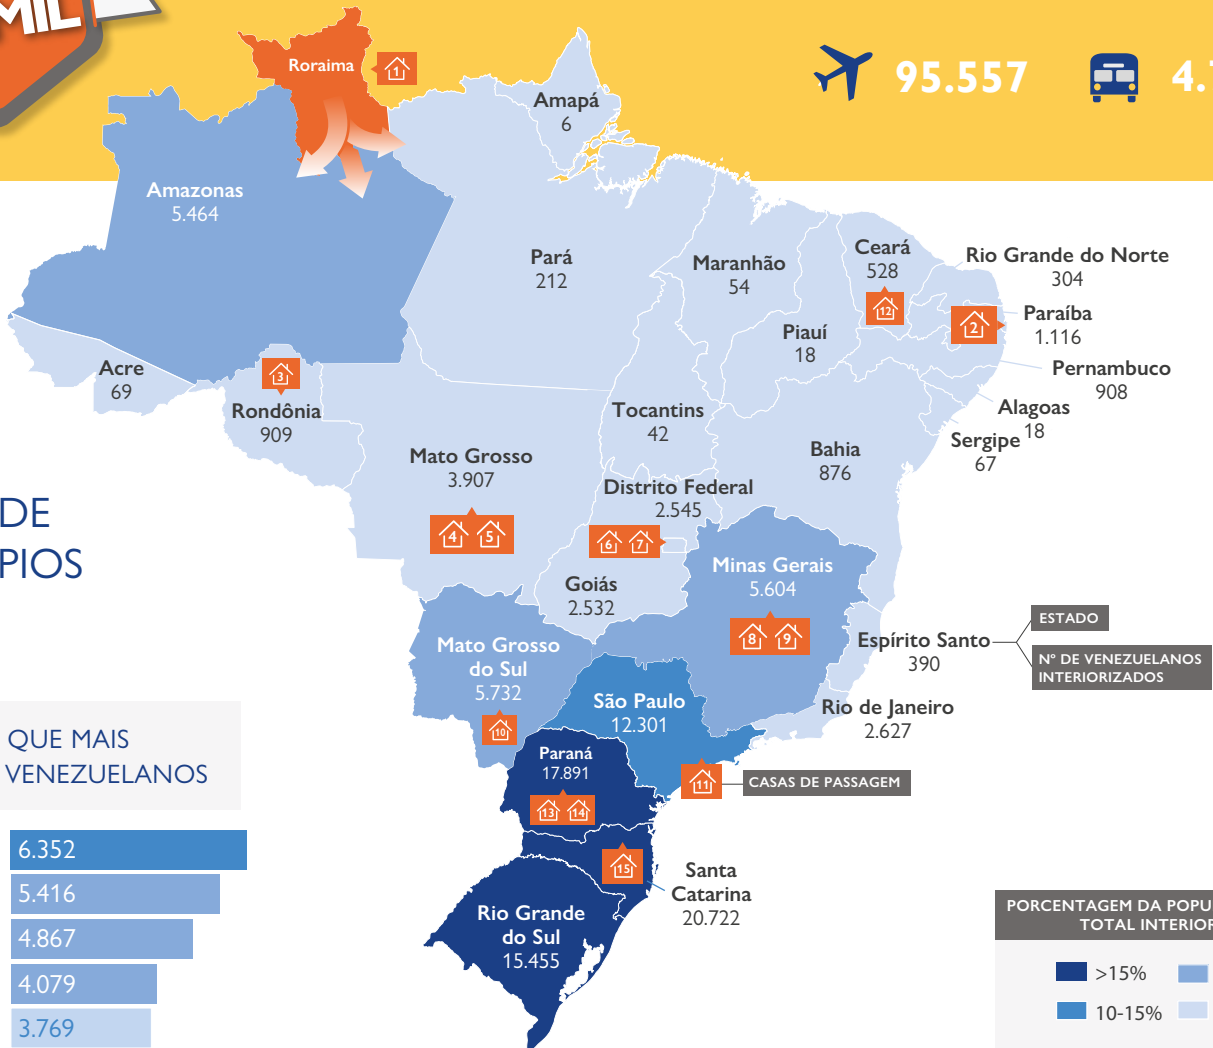 MIL
95.557
4.
Roraima
1
Amapá
6
Amazonas
5.464
Pará
212
Maranhão
54
Ceará
528
12
Rio Grande do Norte
304
2
Paraíba
1.116
Piauí
18
Pernambuco
908
Acre
69
3
Rondônia
909
Alagoas
18
Sergipe
67
Tocantins
42
Bahia
876
Mato Grosso
3.907
4 5
Distrito Federal
2.545
6 7
DE
PIOS
Goiás
2.532
Minas Gerais
5.604
8 9
Espírito Santo
390
ESTADO
Nº DE VENEZUELANOS
INTERIORIZADOS
Mato Grosso
do Sul
5.732
10
São Paulo
12.301
Rio de Janeiro
2.627
11
CASAS DE PASSAGEM
Paraná
17.891
13 14
QUE MAIS
VENEZUELANOS
6.352
5.416
4.867
4.079
3.769
15
Santa
Catarina
20.722
Rio Grande
do Sul
15.455
PORCENTAGEM DA POPU
TOTAL INTERIOR
>15%
10-15%